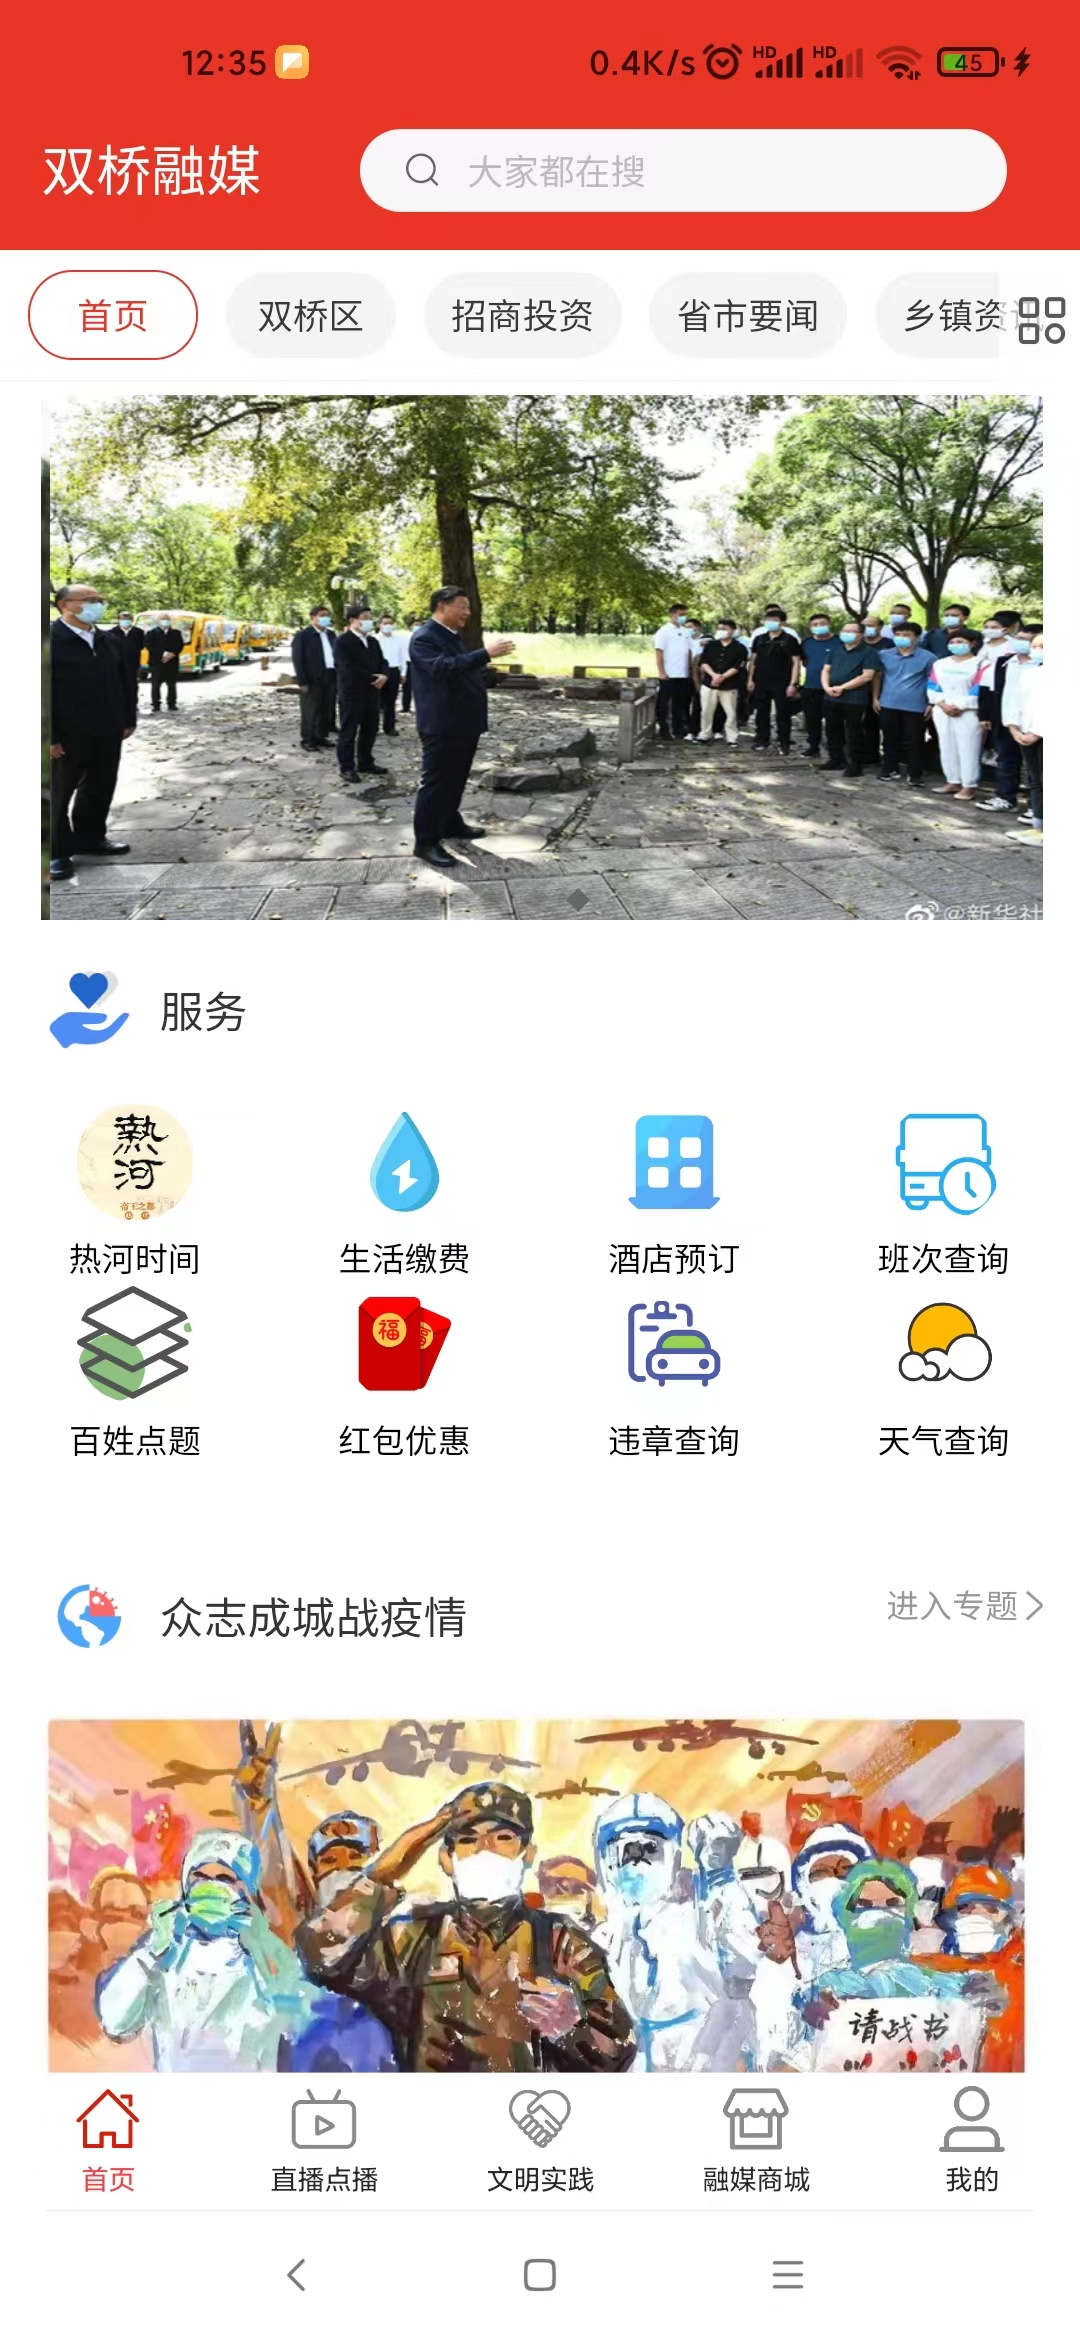 12:35
0.4K/s HD HD 45
双桥融媒
大家都在搜
首页 双桥区 招商投资 省市要闻 乡镇资讯
@新华社
服务
熱河
帝王之都
热河时间 生活缴费 酒店预订 班次查询
福
百姓点题 红包优惠 违章查询 天气查询
众志成城战疫情 进入专题
请战书
首页 直播点播 文明实践 融媒商城 我的